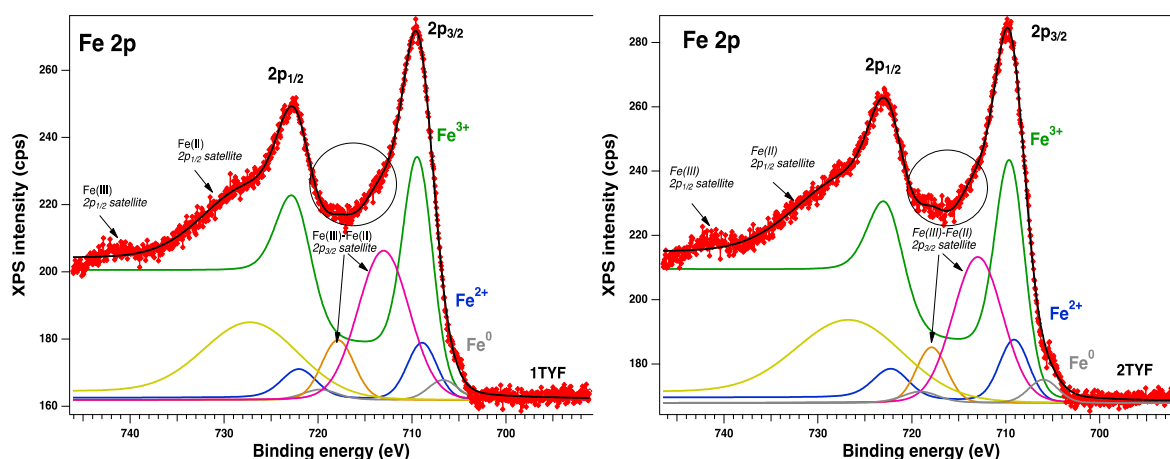 Fe 2p
2p3/2
2p1/2
Fe3+
Fe(II)
2p1/2 satellite
Fe(III)
2p1/2 satellite
Fe(III)-Fe(II)
2p3/2 satellite
Fe2+
Fe0
1TYF
XPS intensity (cps)
260
240
220
200
180
160
740
730
720
710
700
Binding energy (eV)
Fe 2p
2p3/2
2p1/2
Fe3+
Fe(II)
2p1/2 satellite
Fe(III)
2p1/2 satellite
Fe(III)-Fe(II)
2p3/2 satellite
Fe2+
Fe0
2TYF
XPS intensity (cps)
280
260
240
220
200
180
740
730
720
710
700
Binding energy (eV)